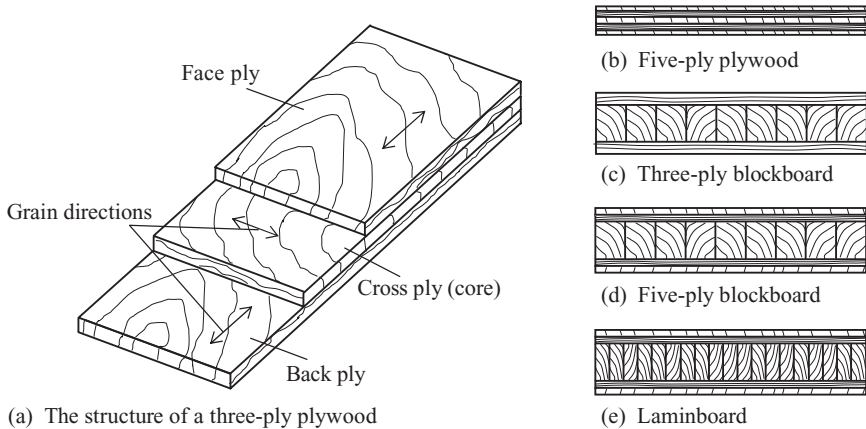 Face ply
Grain directions
Cross ply (core)
Back ply
(a) The structure of a three-ply plywood
(b) Five-ply plywood
(c) Three-ply blockboard
(d) Five-ply blockboard
(e) Laminboard